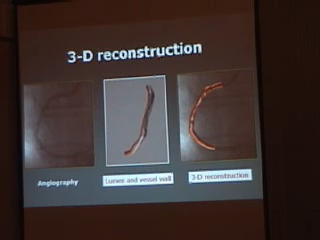 3-D reconstruction
Angiography
Lumen and vessel wall
3-D reconstruction